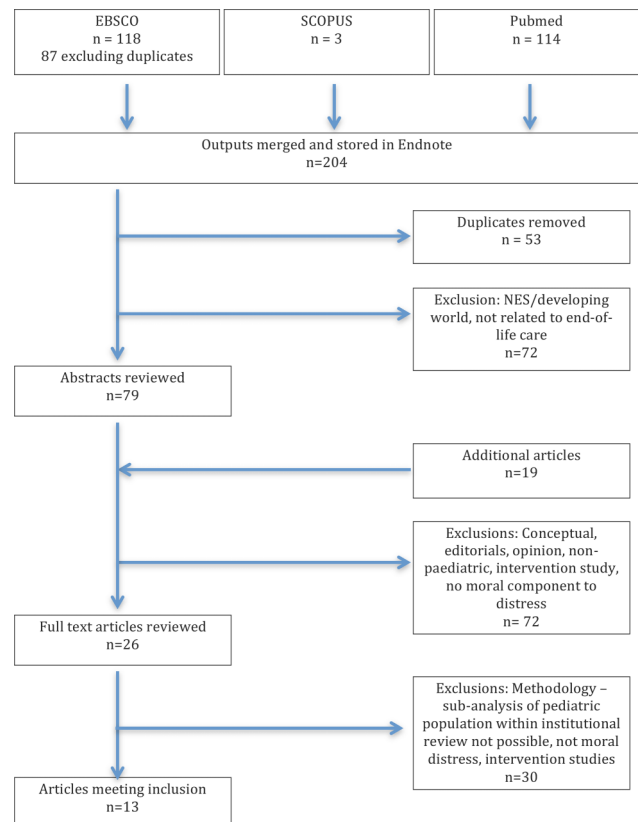 EBSCO
n = 118
87 excluding duplicates
SCOPUS
n = 3
Pubmed
n = 114
Outputs merged and stored in Endnote
n=204
Duplicates removed
n = 53
Exclusion: NES/developing
world, not related to end-of-
life care
n=72
Abstracts reviewed
n=79
Additional articles
n=19
Exclusions: Conceptual,
editorials, opinion, non-
paediatric, intervention study,
no moral component to
distress
n= 72
Full text articles reviewed
n=26
Exclusions: Methodology –
sub-analysis of pediatric
population within institutional
review not possible, not moral
distress, intervention studies
n=30
Articles meeting inclusion
n=13